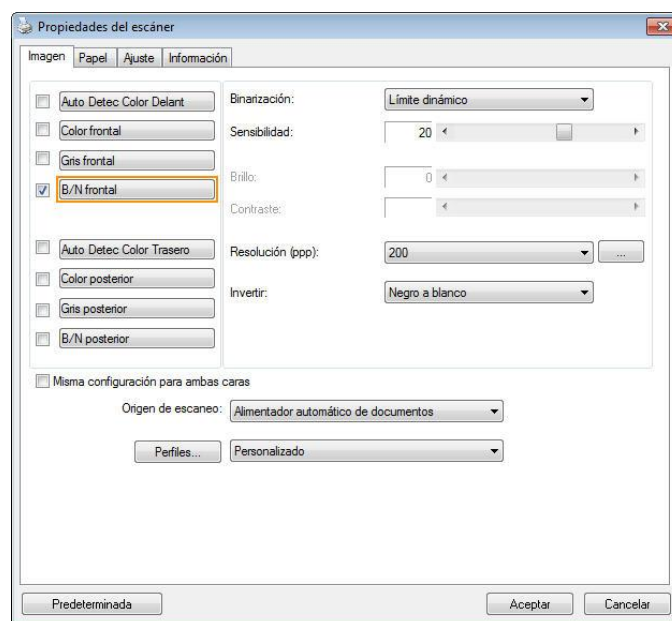 Propiedades del escáner
Imagen Papel Ajuste Información
Auto Detec Color Delant
Color frontal
Gris frontal
B/N frontal
Auto Detec Color Trasero
Color posterior
Gris posterior
B/N posterior
Binarización: Límite dinámico
Sensibilidad: 20
Brillo: 0
Contraste:
Resolución (ppp): 200 ...
Invertir: Negro a blanco
Misma configuración para ambas caras
Origen de escaneo: Alimentador automático de documentos
Perfiles... Personalizado
Predeterminada Aceptar Cancelar